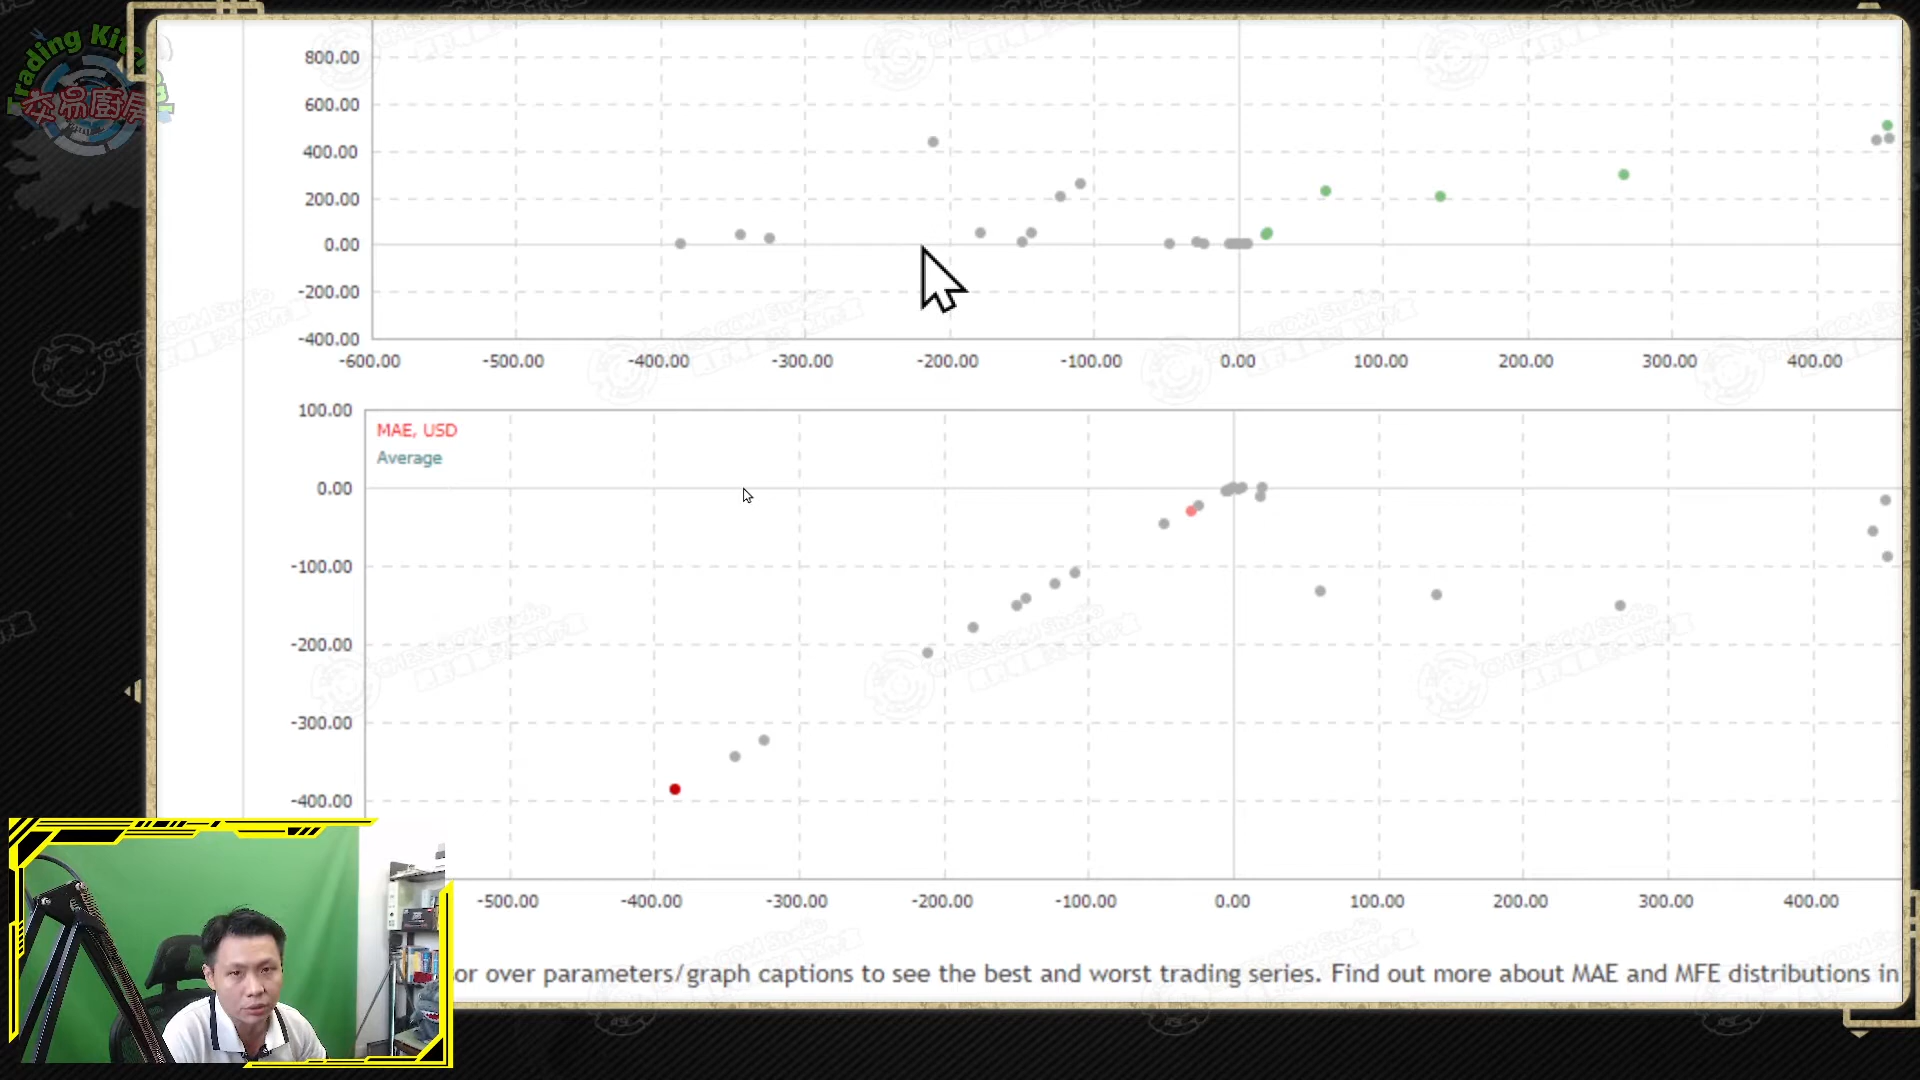 Trading Kitchen
交易廚房
800.00
600.00
400.00
200.00
0.00
-200.00
-400.00
-600.00 -500.00 -400.00 -300.00 -200.00 -100.00 0.00 100.00 200.00 300.00 400.00
100.00
MAE, USD
Average
0.00
-100.00
-200.00
-300.00
-400.00
-500.00 -400.00 -300.00 -200.00 -100.00 0.00 100.00 200.00 300.00 400.00
or over parameters/graph captions to see the best and worst trading series. Find out more about MAE and MFE distributions in